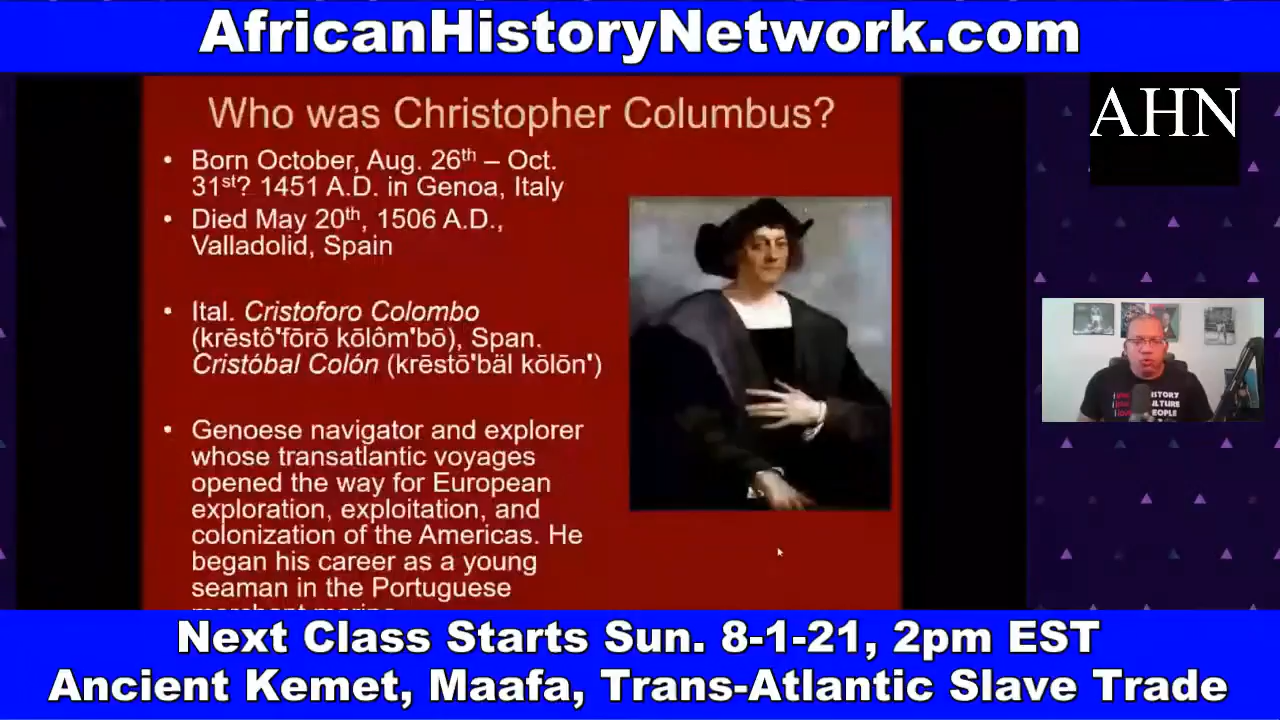 AfricanHistoryNetwork.com
AHN
Who was Christopher Columbus?
• Born October, Aug. 26th – Oct.
31st? 1451 A.D. in Genoa, Italy
• Died May 20th, 1506 A.D.,
Valladolid, Spain
• Ital. Cristoforo Colombo
(krēstô'fōrō kōlôm'bō), Span.
Cristóbal Colón (krēstō'bäl kōlōn')
• Genoese navigator and explorer
whose transatlantic voyages
opened the way for European
exploration, exploitation, and
colonization of the Americas. He
began his career as a young
seaman in the Portuguese
Next Class Starts Sun. 8-1-21, 2pm EST
Ancient Kemet, Maafa, Trans-Atlantic Slave Trade